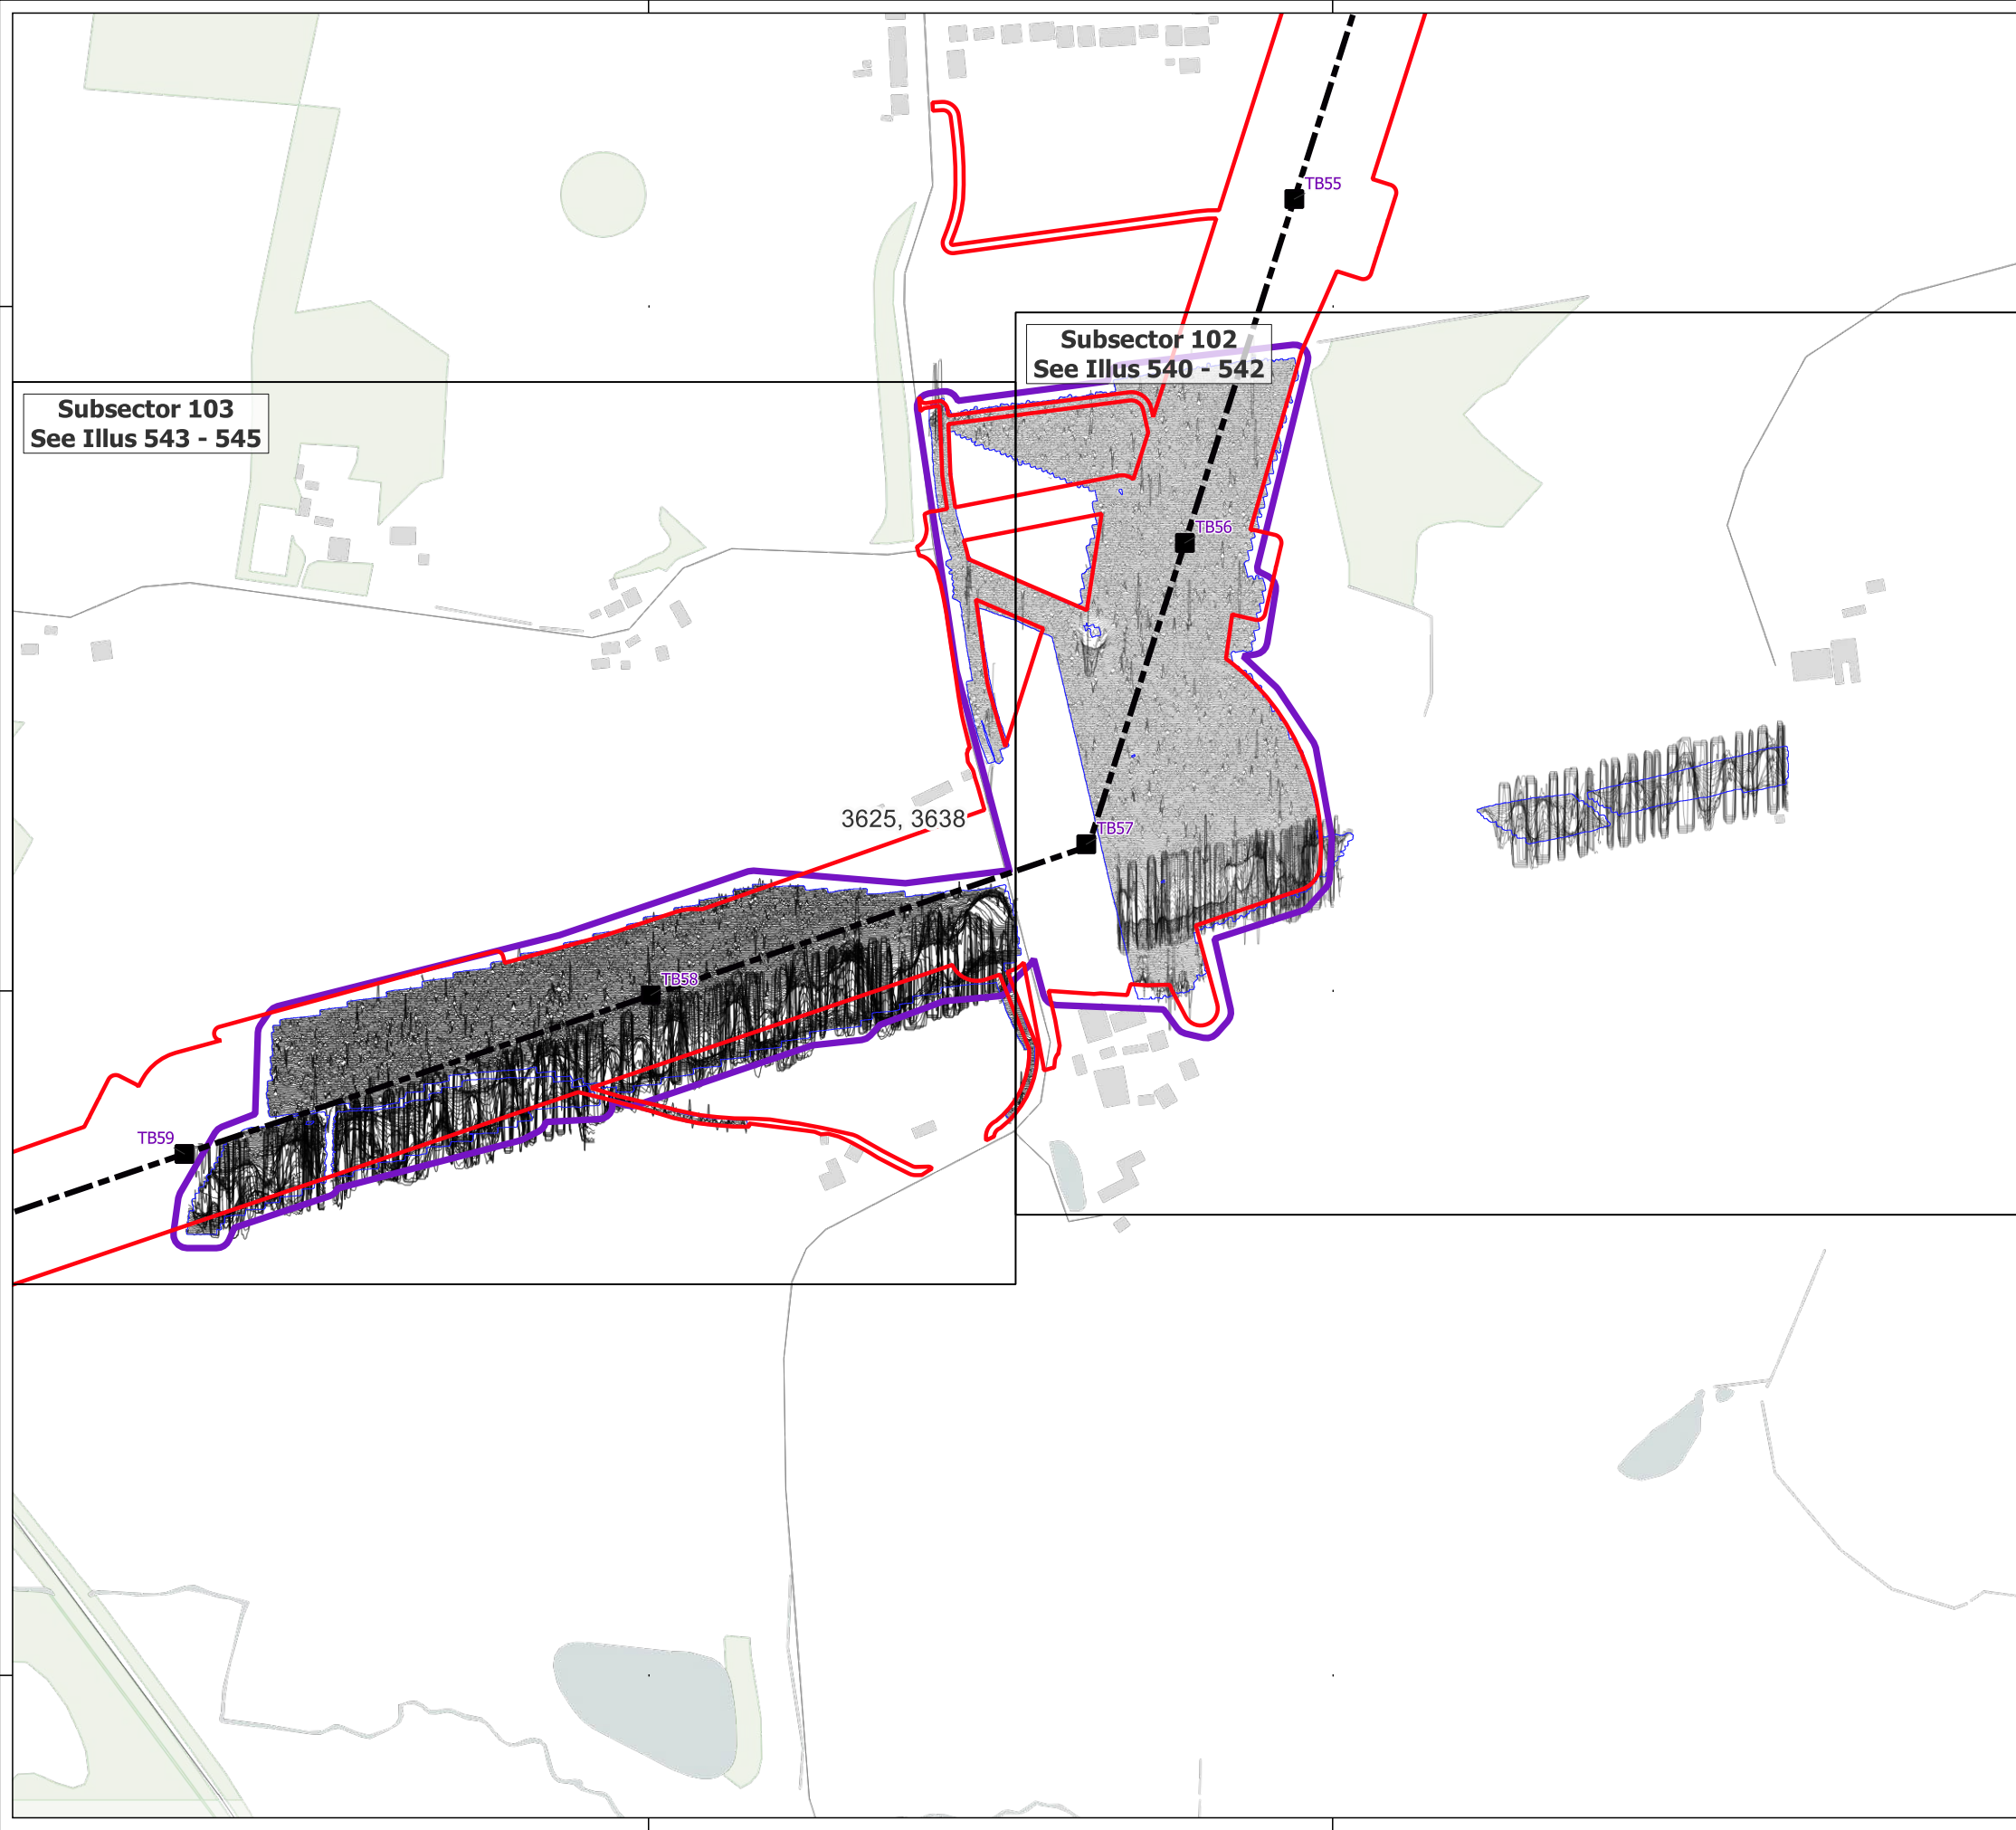 TB55
Subsector 102
See Illus 540 - 542
Subsector 103
See Illus 543 - 545
TB56
3625, 3638
TB57
TB58
TB59